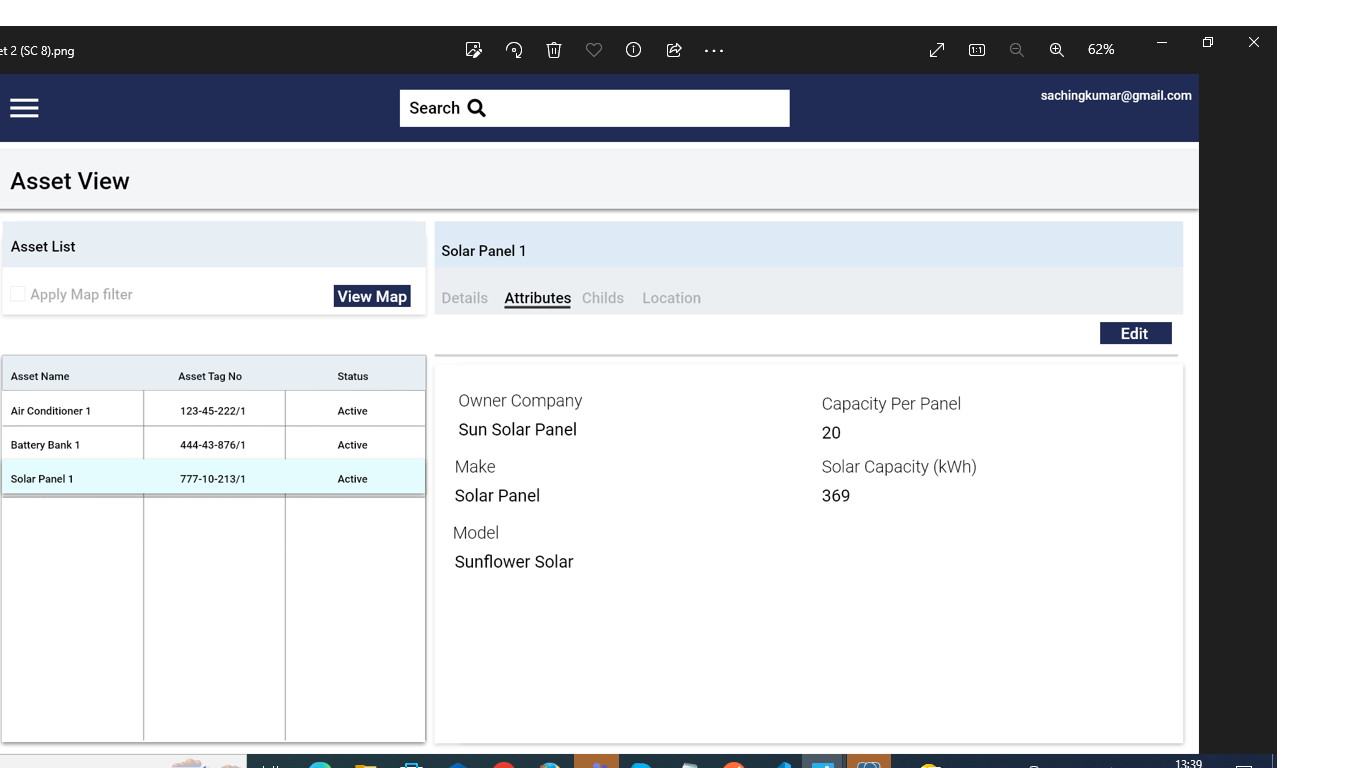 et 2 (SC 8).png
62%
Search
sachingkumar@gmail.com
Asset View
Asset List
Apply Map filter
View Map
Asset Name Asset Tag No Status
Air Conditioner 1 123-45-222/1 Active
Battery Bank 1 444-43-876/1 Active
Solar Panel 1 777-10-213/1 Active
Solar Panel 1
Details Attributes Childs Location
Edit
Owner Company
Sun Solar Panel
Make
Solar Panel
Model
Sunflower Solar
Capacity Per Panel
20
Solar Capacity (kWh)
369
13:39